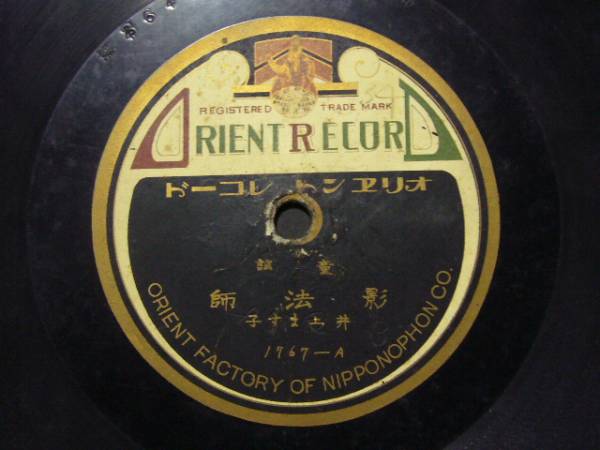 REGISTERED TRADE MARK
ORIENT RECORD
オリヱント レコード
童謡
影法師
井上ます子
1767-A
ORIENT FACTORY OF NIPPONOPHON CO.